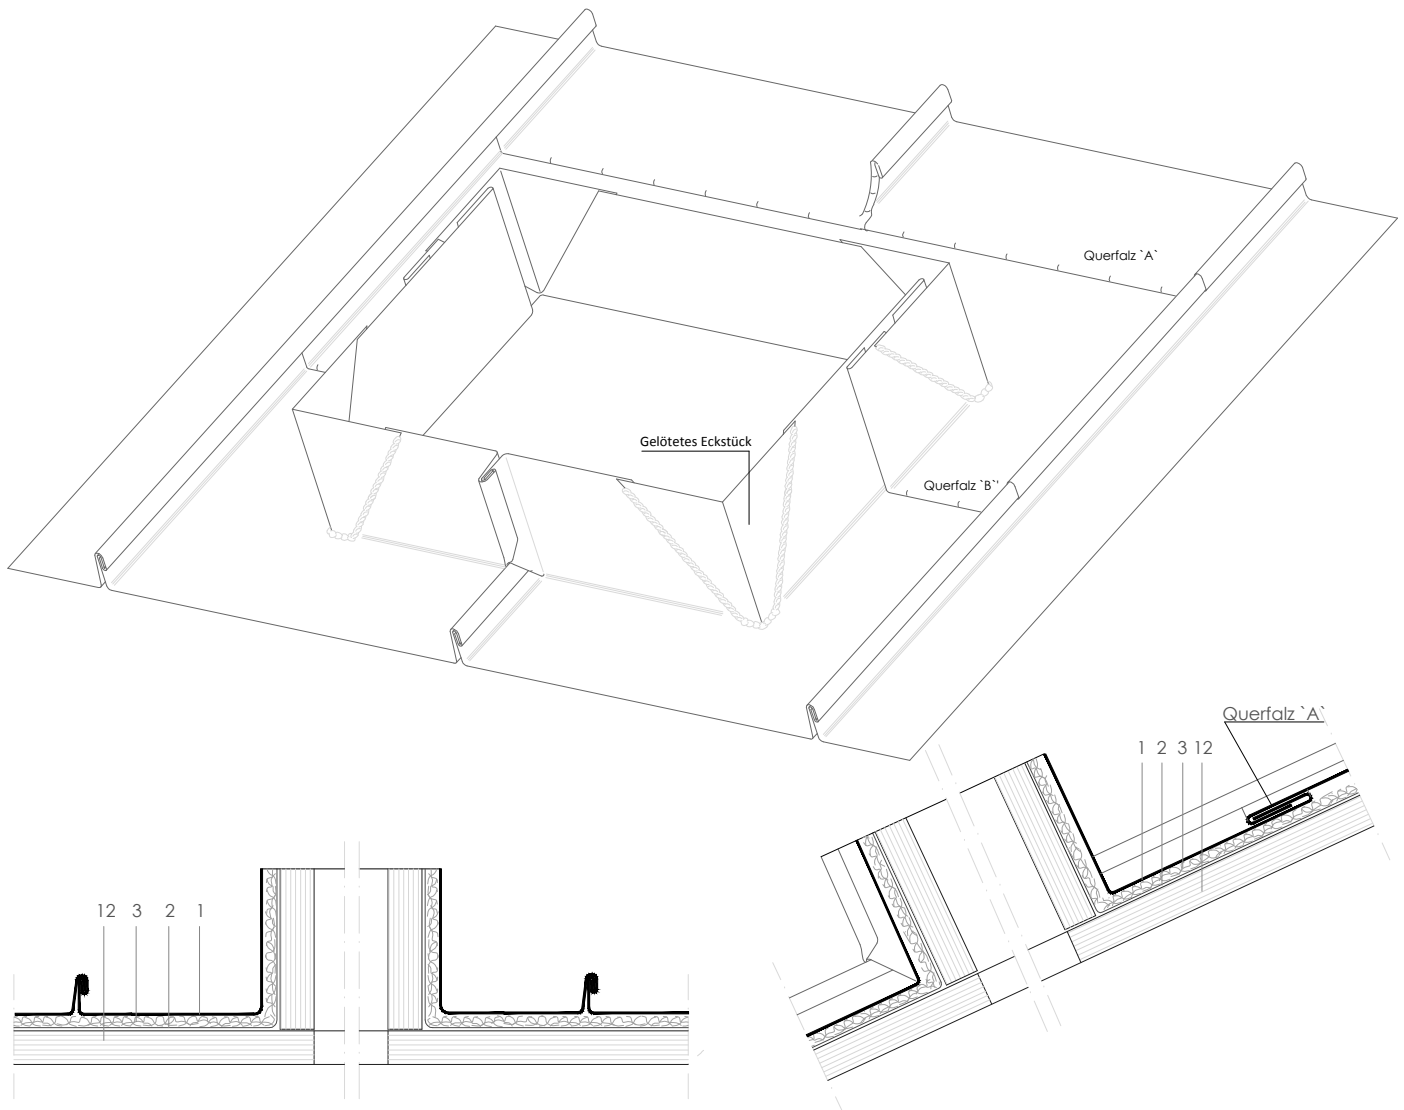 Querfalz `A`
Gelötetes Eckstück
Querfalz `B`'
Querfalz `A`
1 2 3 12
12 3 2 1